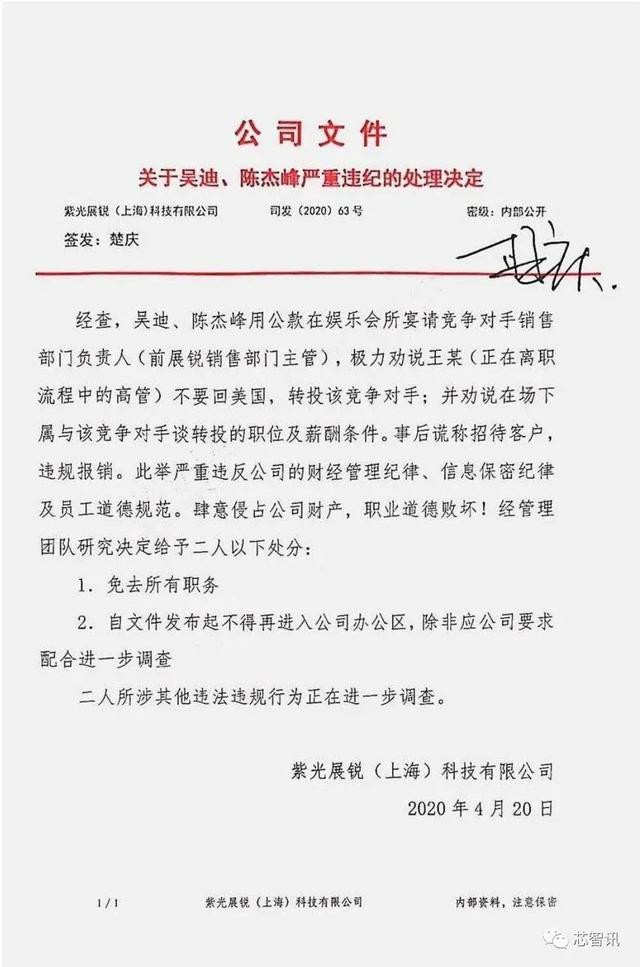 公司文件
关于吴迪、陈杰峰严重违纪的处理决定
紫光展锐（上海）科技有限公司 司发（2020）63号 密级：内部公开
签发：楚庆
经查，吴迪、陈杰峰用公款在娱乐会所宴请竞争对手销售
部门负责人（前展锐销售部门主管），极力劝说王某（正在离职
流程中的高管）不要回美国，转投该竞争对手；并劝说在场下
属与该竞争对手谈转投的职位及薪酬条件。事后谎称招待客户，
违规报销。此举严重违反公司的财经管理纪律、信息保密纪律
及员工道德规范。肆意侵占公司财产，职业道德败坏！经管理
团队研究决定给予二人以下处分：
1．免去所有职务
2．自文件发布起不得再进入公司办公区，除非应公司要求
配合进一步调查
二人所涉其他违法违规行为正在进一步调查。
紫光展锐（上海）科技有限公司
2020年4月20日
1/1 紫光展锐（上海）科技有限公司 内部资料，注意保密
芯智讯